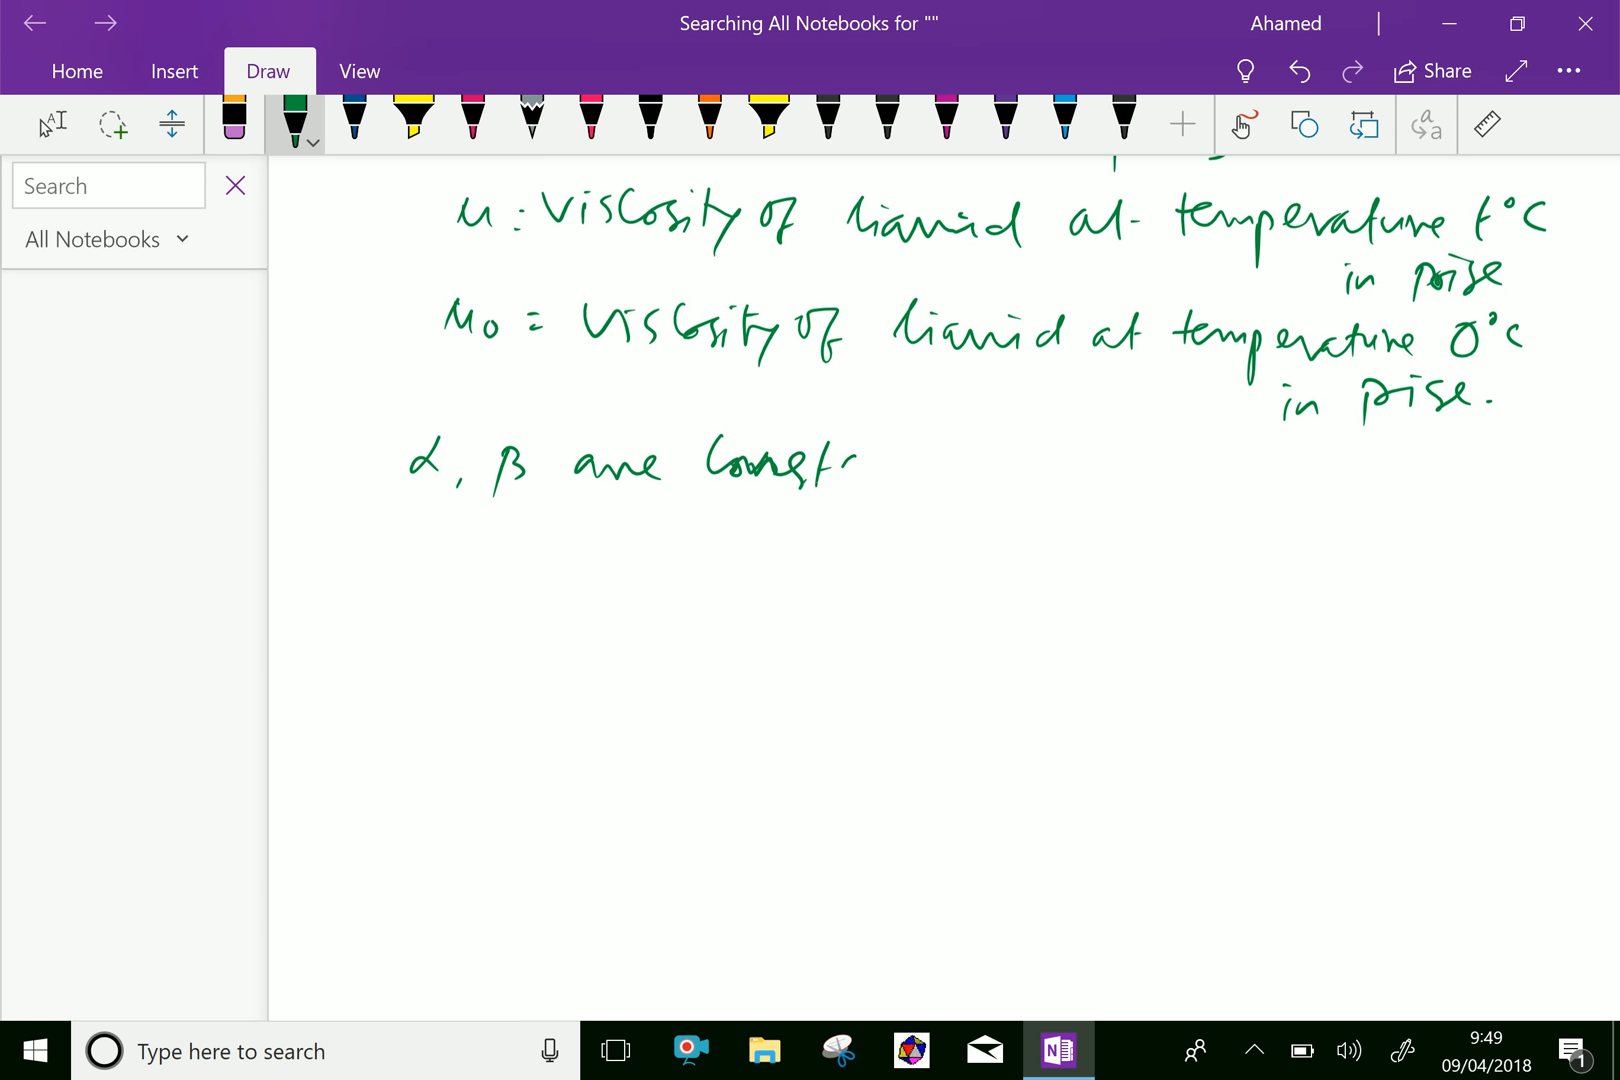 Searching All Notebooks for ""
Ahamed
Home Insert Draw View
Share
Search
All Notebooks
μ : Viscosity of liquid at temperature t°C
in poise
μ0 = Viscosity of liquid at temperature 0°C
in poise.
α, β are Const
Type here to search
9:49
09/04/2018
1